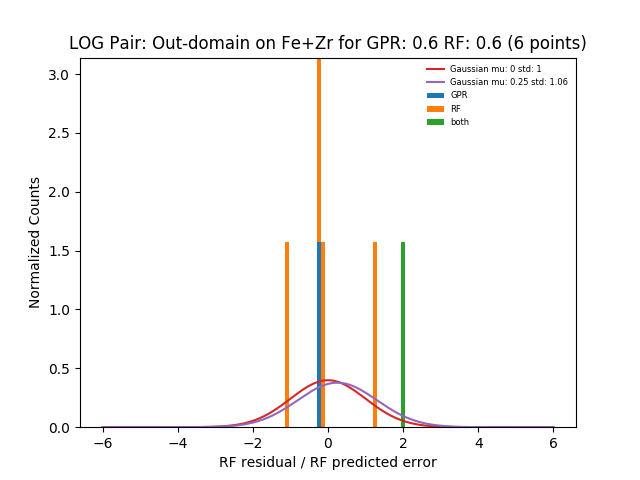 LOG Pair: Out-domain on Fe+Zr for GPR: 0.6 RF: 0.6 (6 points)
3.0
2.5
2.0
1.5
1.0
0.5
0.0
Normalized Counts
Gaussian mu: 0 std: 1
Gaussian mu: 0.25 std: 1.06
GPR
RF
both
−6 −4 −2 0 2 4 6
RF residual / RF predicted error